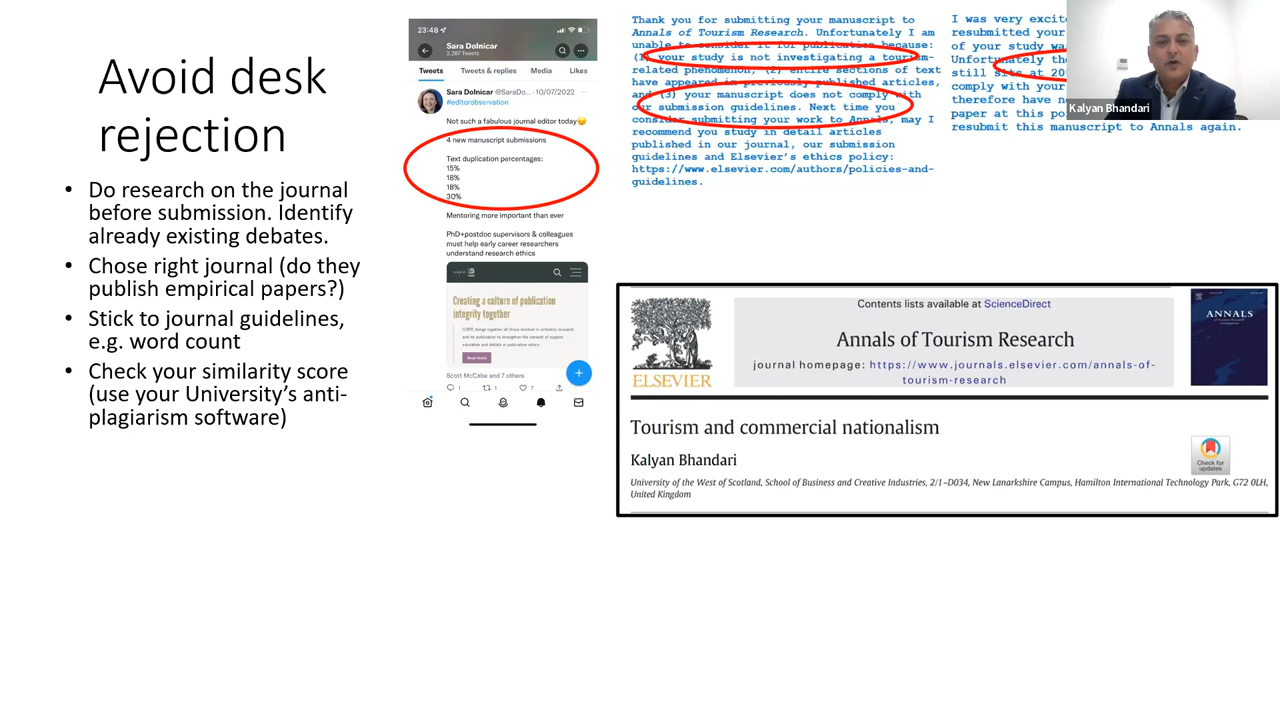 Avoid desk
rejection
• Do research on the journal
before submission. Identify
already existing debates.
• Chose right journal (do they
publish empirical papers?)
• Stick to journal guidelines,
e.g. word count
• Check your similarity score
(use your University's anti-
plagiarism software)
23:48
Sara Dolnicar
2,287 Tweets
Tweets Tweets & replies Media Likes
Sara Dolnicar @SaraDo... · 10/07/2022
#editorobservation
Not such a fabulous journal editor today
4 new manuscript submissions
Text duplication percentages:
15%
18%
18%
30%
Mentoring more important than ever
PhD+postdoc supervisors & colleagues
must help early career researchers
understand research ethics
Creating a culture of publication
integrity together
Read more
Scott McCabe and 7 others
1 1 7
Thank you for submitting your manuscript to
Annals of Tourism Research. Unfortunately I am
unable to consider it for publication because:
(1) your study is not investigating a tourism-
related phenomenon, (2) entire sections of text
have appeared in previously published articles,
and (3) your manuscript does not comply with
our submission guidelines. Next time you
consider submitting your work to Annals, may I
recommend you study in detail articles
published in our journal, our submission
guidelines and Elsevier's ethics policy:
https://www.elsevier.com/authors/policies-and-
guidelines.
I was very excite
resubmitted your
of your study wa
Unfortunately the
still sits at 20
comply with your
therefore have n
paper at this po
resubmit this manuscript to Annals again.
Kalyan Bhandari
Contents lists available at ScienceDirect
Annals of Tourism Research
journal homepage: https://www.journals.elsevier.com/annals-of-
tourism-research
ELSEVIER
ANNALS
Tourism and commercial nationalism
Kalyan Bhandari
Check for
updates
University of the West of Scotland, School of Business and Creative Industries, 2/1–D034, New Lanarkshire Campus, Hamilton International Technology Park, G72 0LH,
United Kingdom